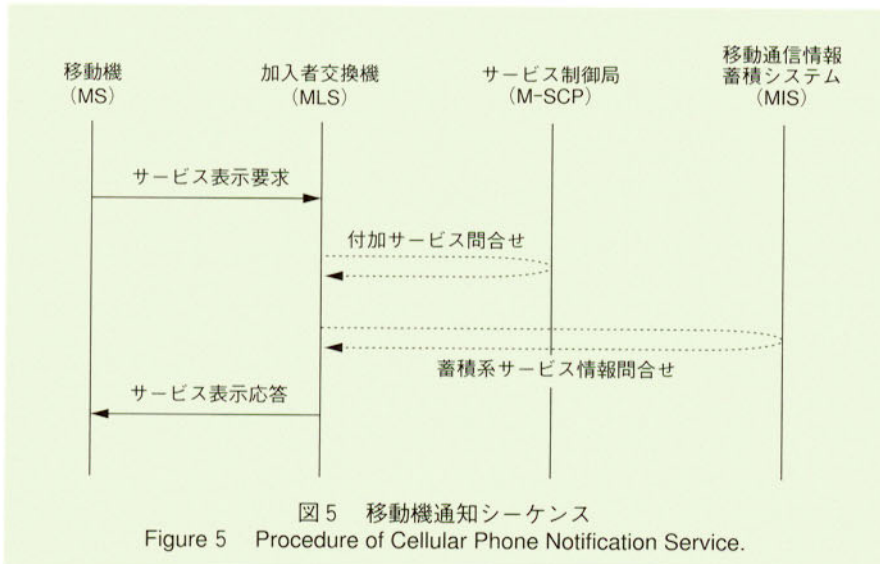 移動機
(MS)
加入者交換機
(MLS)
サービス制御局
(M-SCP)
移動通信情報
蓄積システム
(MIS)
サービス表示要求
付加サービス問合せ
蓄積系サービス情報問合せ
サービス表示応答
図5 移動機通知シーケンス
Figure 5 Procedure of Cellular Phone Notification Service.